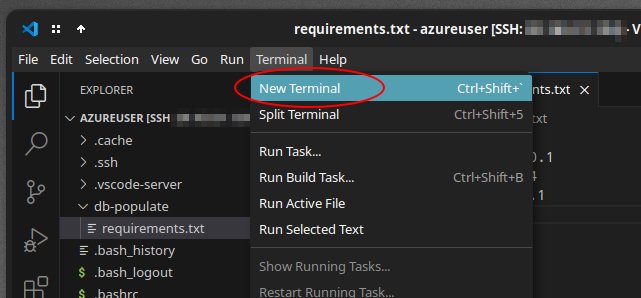 requirements.txt - azureuser [SSH:
File Edit Selection View Go Run Terminal Help
EXPLORER
AZUREUSER [SSH
.cache
.ssh
.vscode-server
db-populate
requirements.txt
.bash_history
.bash_logout
.bashrc
New Terminal Ctrl+Shift+`
Split Terminal Ctrl+Shift+5
Run Task...
Run Build Task... Ctrl+Shift+B
Run Active File
Run Selected Text
Show Running Tasks...
Restart Running Task...
nts.txt
txt
0.1
4
.1